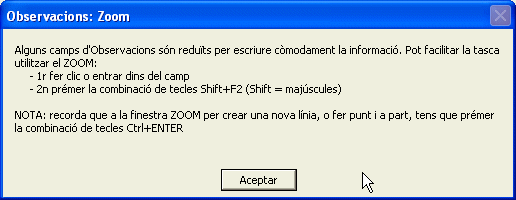 Observacions: Zoom
Alguns camps d'Observacions són reduïts per escriure còmodament la informació. Pot facilitar la tasca
utilitzar el ZOOM:
- 1r fer clic o entrar dins del camp
- 2n prémer la combinació de tecles Shift+F2 (Shift = majúscules)
NOTA: recorda que a la finestra ZOOM per crear una nova línia, o fer punt i a part, tens que prémer
la combinació de tecles Ctrl+ENTER
Aceptar